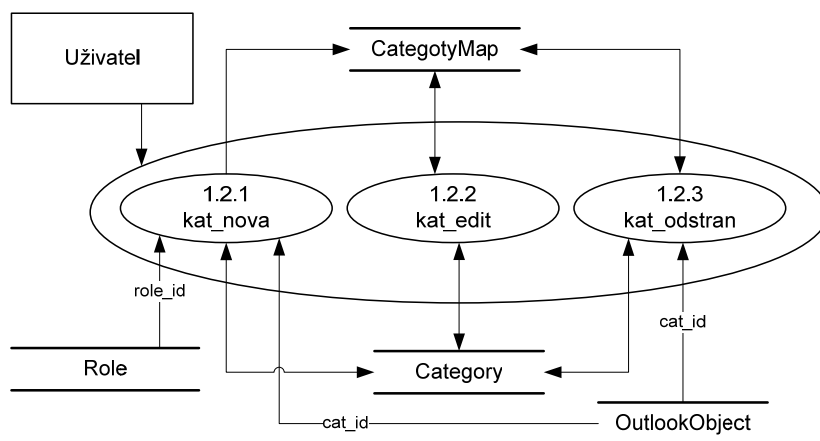 Uživatel
CategotyMap
1.2.1
kat_nova
1.2.2
kat_edit
1.2.3
kat_odstran
role_id
cat_id
Role
Category
cat_id
OutlookObject